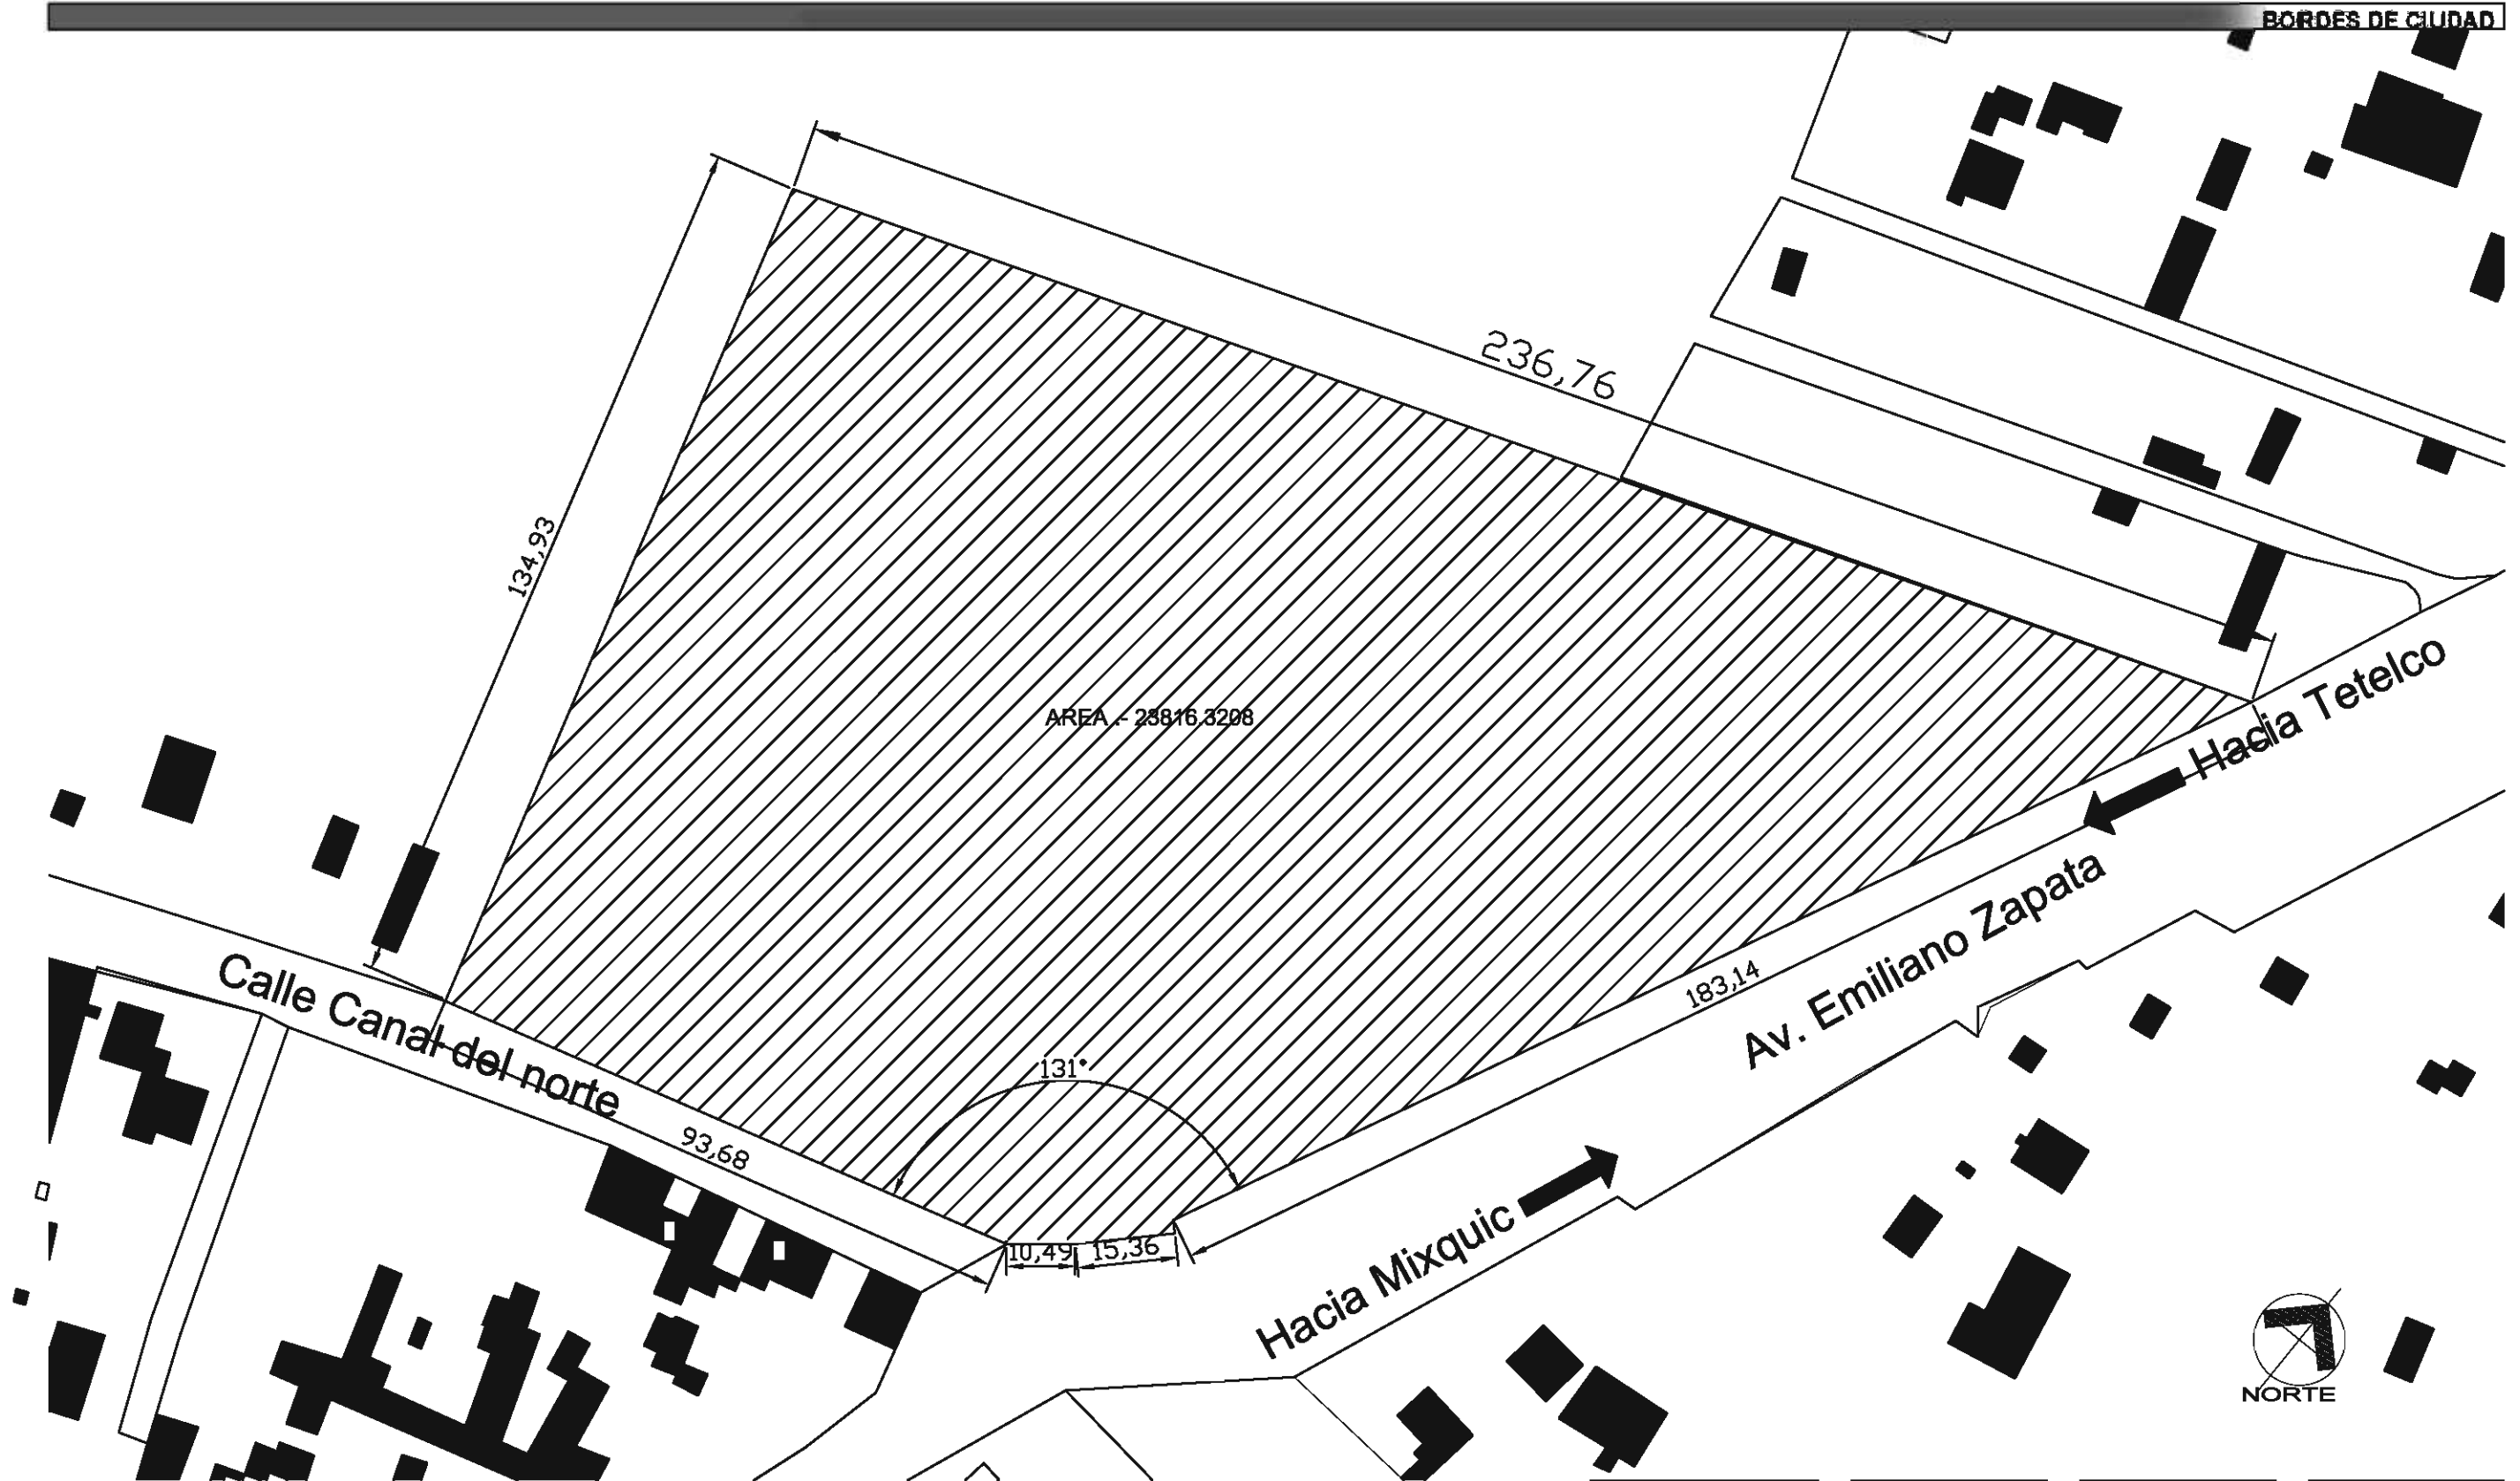 BORDES DE CIUDAD
236,76
134,93
AREA .- 23816.3208
Hacia Tetelco
Av. Emiliano Zapata
183,14
Calle Canal del norte
131°
93,68
10,49
15,36
Hacia Mixquic
NORTE